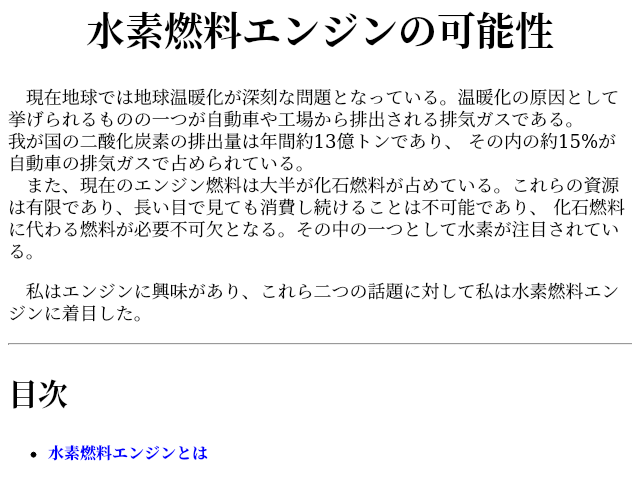 水素燃料エンジンの可能性
　現在地球では地球温暖化が深刻な問題となっている。温暖化の原因として
挙げられるものの一つが自動車や工場から排出される排気ガスである。
我が国の二酸化炭素の排出量は年間約13億トンであり、 その内の約15%が
自動車の排気ガスで占められている。
　また、現在のエンジン燃料は大半が化石燃料が占めている。これらの資源
は有限であり、長い目で見ても消費し続けることは不可能であり、 化石燃料
に代わる燃料が必要不可欠となる。その中の一つとして水素が注目されてい
る。
　私はエンジンに興味があり、これら二つの話題に対して私は水素燃料エン
ジンに着目した。
目次
• 水素燃料エンジンとは